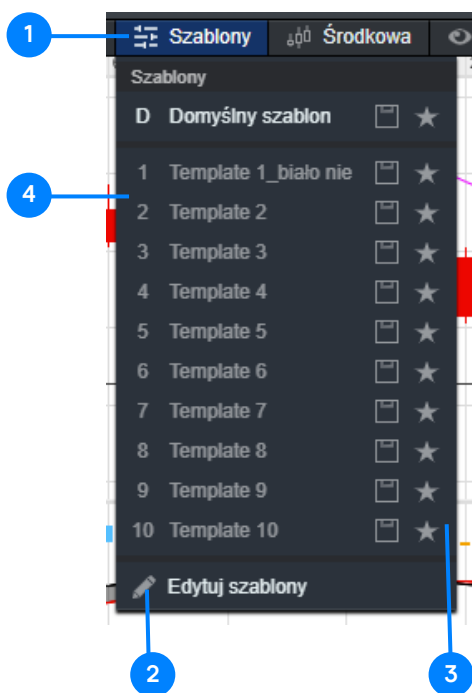 1 Szablony Środkowa
Szablony
D Domyślny szablon
1 Template 1_biało nie
4
2 Template 2
3 Template 3
4 Template 4
5 Template 5
6 Template 6
7 Template 7
8 Template 8
9 Template 9
10 Template 10
Edytuj szablony
2 3